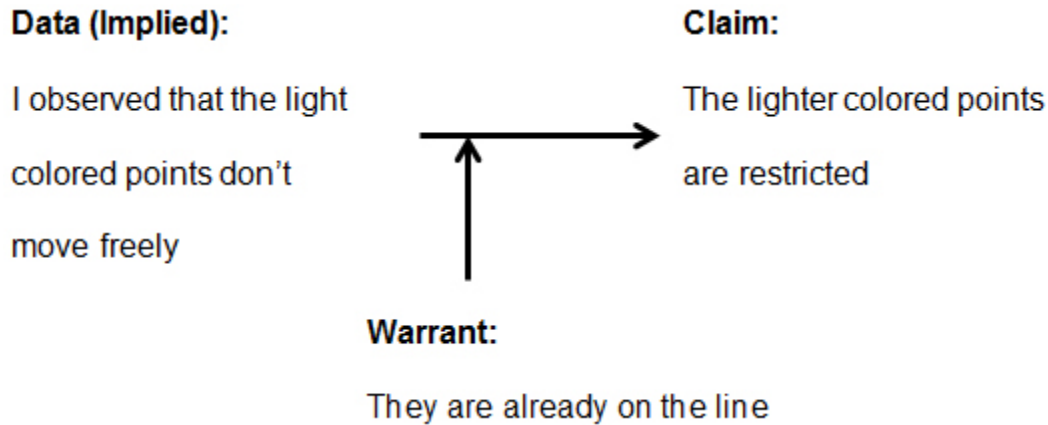 Data (Implied):
I observed that the light
colored points don't
move freely
Claim:
The lighter colored points
are restricted
Warrant:
They are already on the line